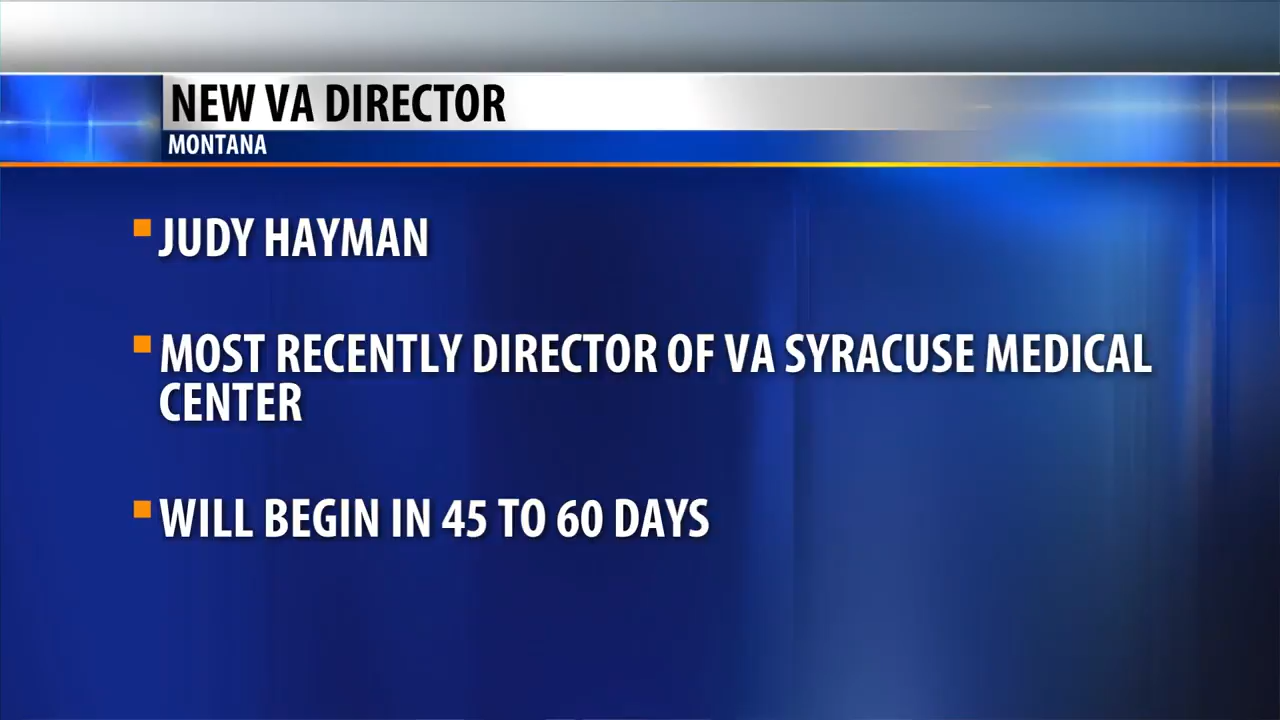 NEW VA DIRECTOR
MONTANA
JUDY HAYMAN
MOST RECENTLY DIRECTOR OF VA SYRACUSE MEDICAL
CENTER
WILL BEGIN IN 45 TO 60 DAYS